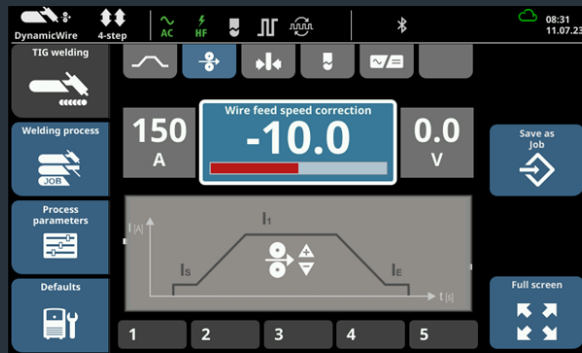 DynamicWire
4-step
AC
HF
08:31
11.07.23
TIG welding
Welding process
JOB
Process
parameters
Defaults
150
A
Wire feed speed correction
-10.0
0.0
V
I [A]
I1
IS
IE
t [s]
1
2
3
4
5
Save as
Job
Full screen